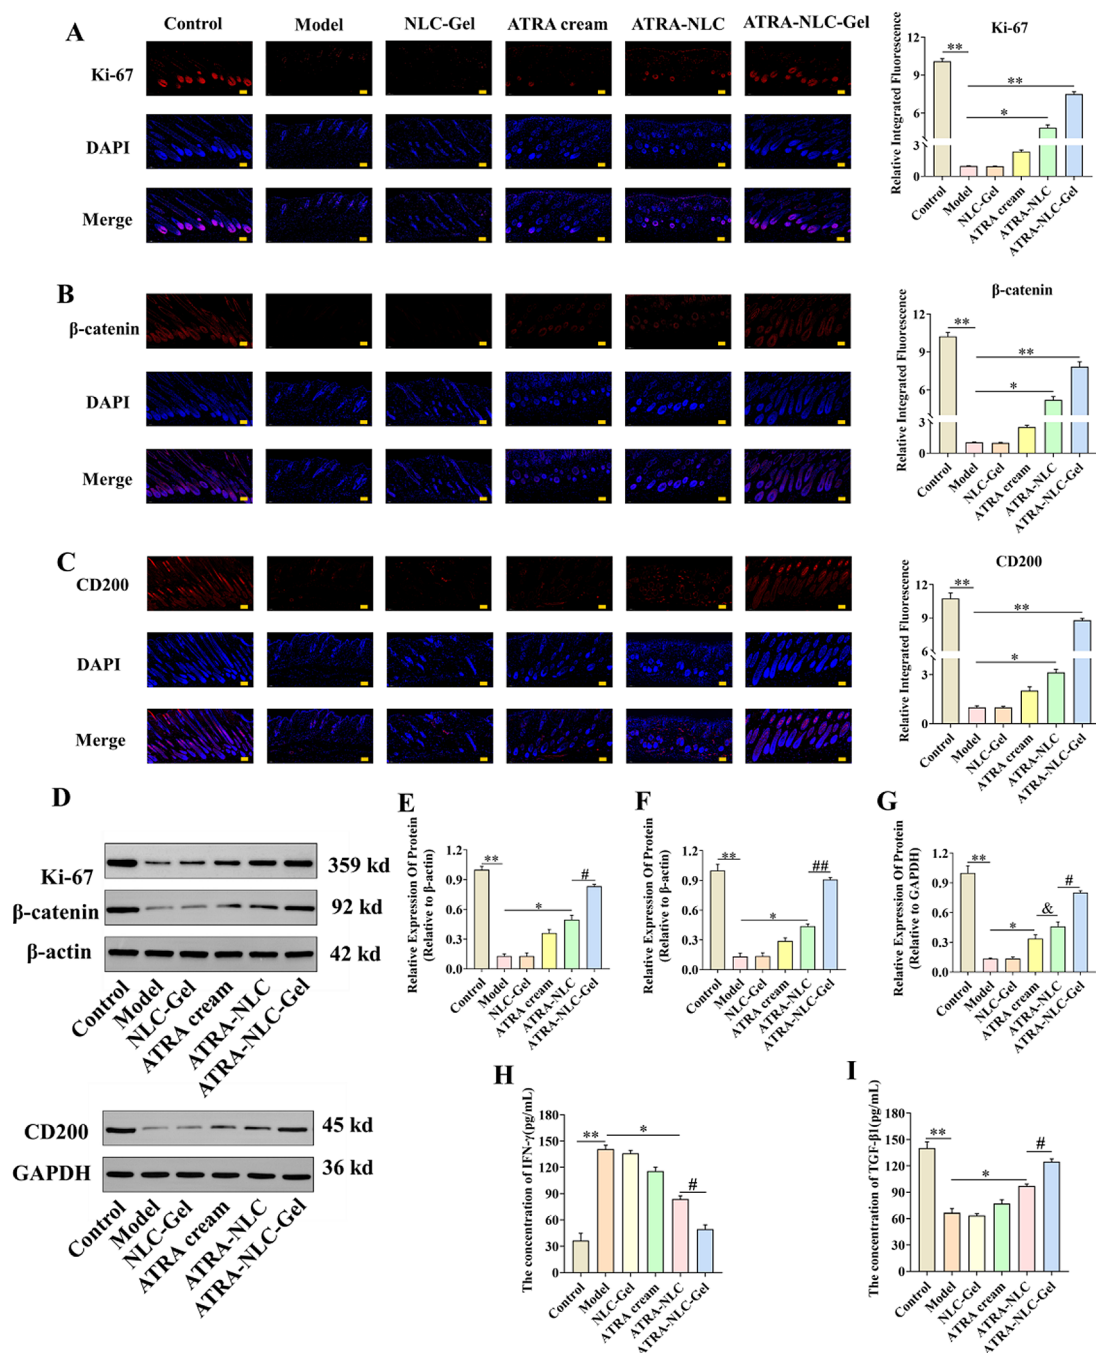 A
Control
Model
NLC-Gel
ATRA cream
ATRA-NLC
ATRA-NLC-Gel
Ki-67
DAPI
Merge
Ki-67
Relative Integrated Fluorescence
12
9
6
3
0
**
**
*
Control
Model
NLC-Gel
ATRA cream
ATRA-NLC
ATRA-NLC-Gel
B
β-catenin
DAPI
Merge
β-catenin
Relative Integrated Fluorescence
12
9
6
3
0
**
**
*
Control
Model
NLC-Gel
ATRA cream
ATRA-NLC
ATRA-NLC-Gel
C
CD200
DAPI
Merge
CD200
Relative Integrated Fluorescence
12
9
6
3
0
**
**
*
Control
Model
NLC-Gel
ATRA cream
ATRA-NLC
ATRA-NLC-Gel
D
Ki-67
359 kd
β-catenin
92 kd
β-actin
42 kd
Control
Model
NLC-Gel
ATRA cream
ATRA-NLC
ATRA-NLC-Gel
CD200
45 kd
GAPDH
36 kd
Control
Model
NLC-Gel
ATRA cream
ATRA-NLC
ATRA-NLC-Gel
E
Relative Expression Of Protein
(Relative to β-actin)
1.2
0.9
0.6
0.3
0.0
**
*
#
Control
Model
NLC-Gel
ATRA cream
ATRA-NLC
ATRA-NLC-Gel
F
Relative Expression Of Protein
(Relative to β-actin)
1.2
0.9
0.6
0.3
0.0
**
*
##
Control
Model
NLC-Gel
ATRA cream
ATRA-NLC
ATRA-NLC-Gel
G
Relative Expression Of Protein
(Relative to GAPDH)
1.2
0.9
0.6
0.3
0.0
**
*
&
#
Control
Model
NLC-Gel
ATRA cream
ATRA-NLC
ATRA-NLC-Gel
H
The concentration of IFN-γ(pg/mL)
180
150
120
90
60
30
0
**
*
#
Control
Model
NLC-Gel
ATRA cream
ATRA-NLC
ATRA-NLC-Gel
I
The concentration of TGF-β1(pg/mL)
180
150
120
90
60
30
0
**
*
#
Control
Model
NLC-Gel
ATRA cream
ATRA-NLC
ATRA-NLC-Gel